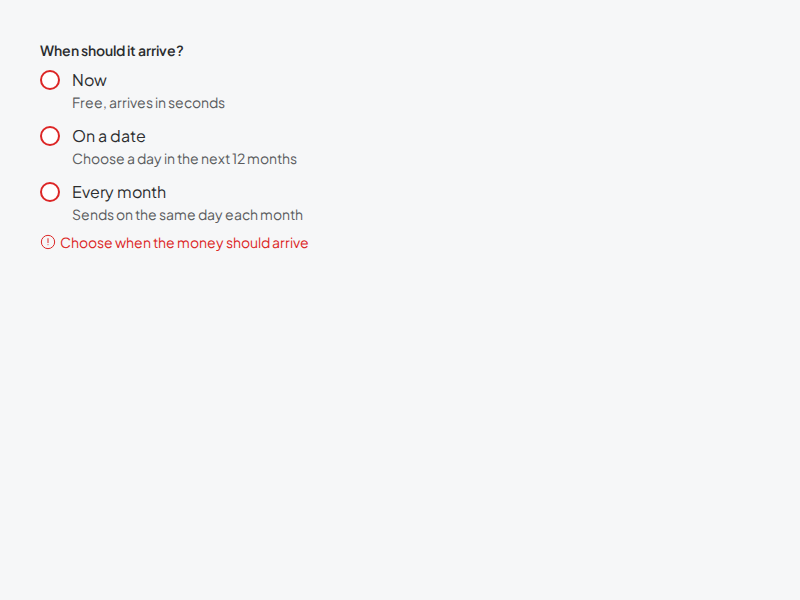 When should it arrive?
Now
Free, arrives in seconds
On a date
Choose a day in the next 12 months
Every month
Sends on the same day each month
Choose when the money should arrive